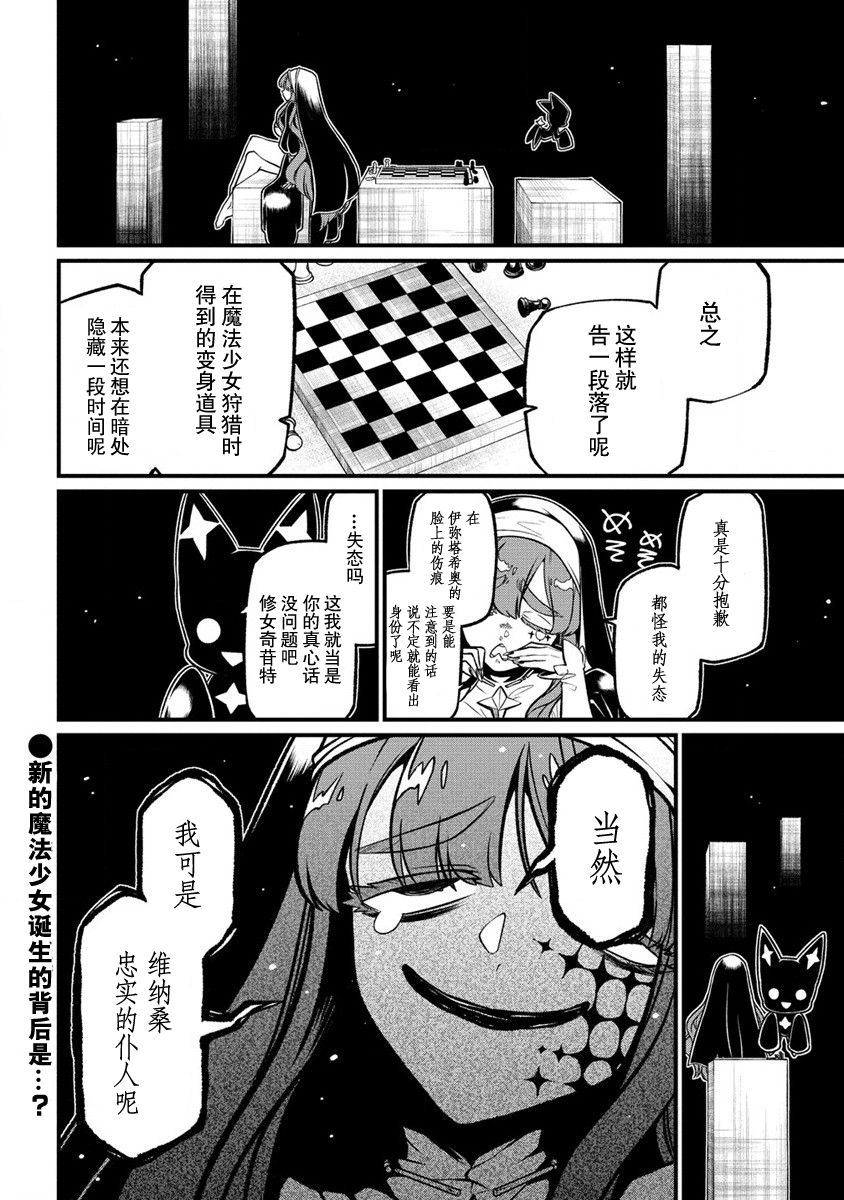 总之
这样就
告一段落了呢
在魔法少女狩猎时
得到的变身道具
本来还想在暗处
隐藏一段时间呢
真是十分抱歉
都怪我的失态
在
伊弥塔希奥的
脸上的伤痕
要是能
注意到的话
说不定就能看出
身份了呢
…失态吗
这我就当是
你的真心话
没问题吧
修女奇苷特
当然
我可是
维纳桑
忠实的仆人呢
●新的魔法少女诞生的背后是…？